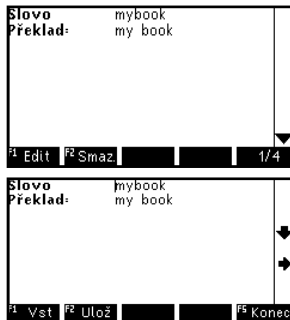 Slovo mybook
Překlad: my book
F1 Edit F2 Smaz. 1/4
Slovo mybook
Překlad: my book
F1 Vst F2 Ulož F5 Konec